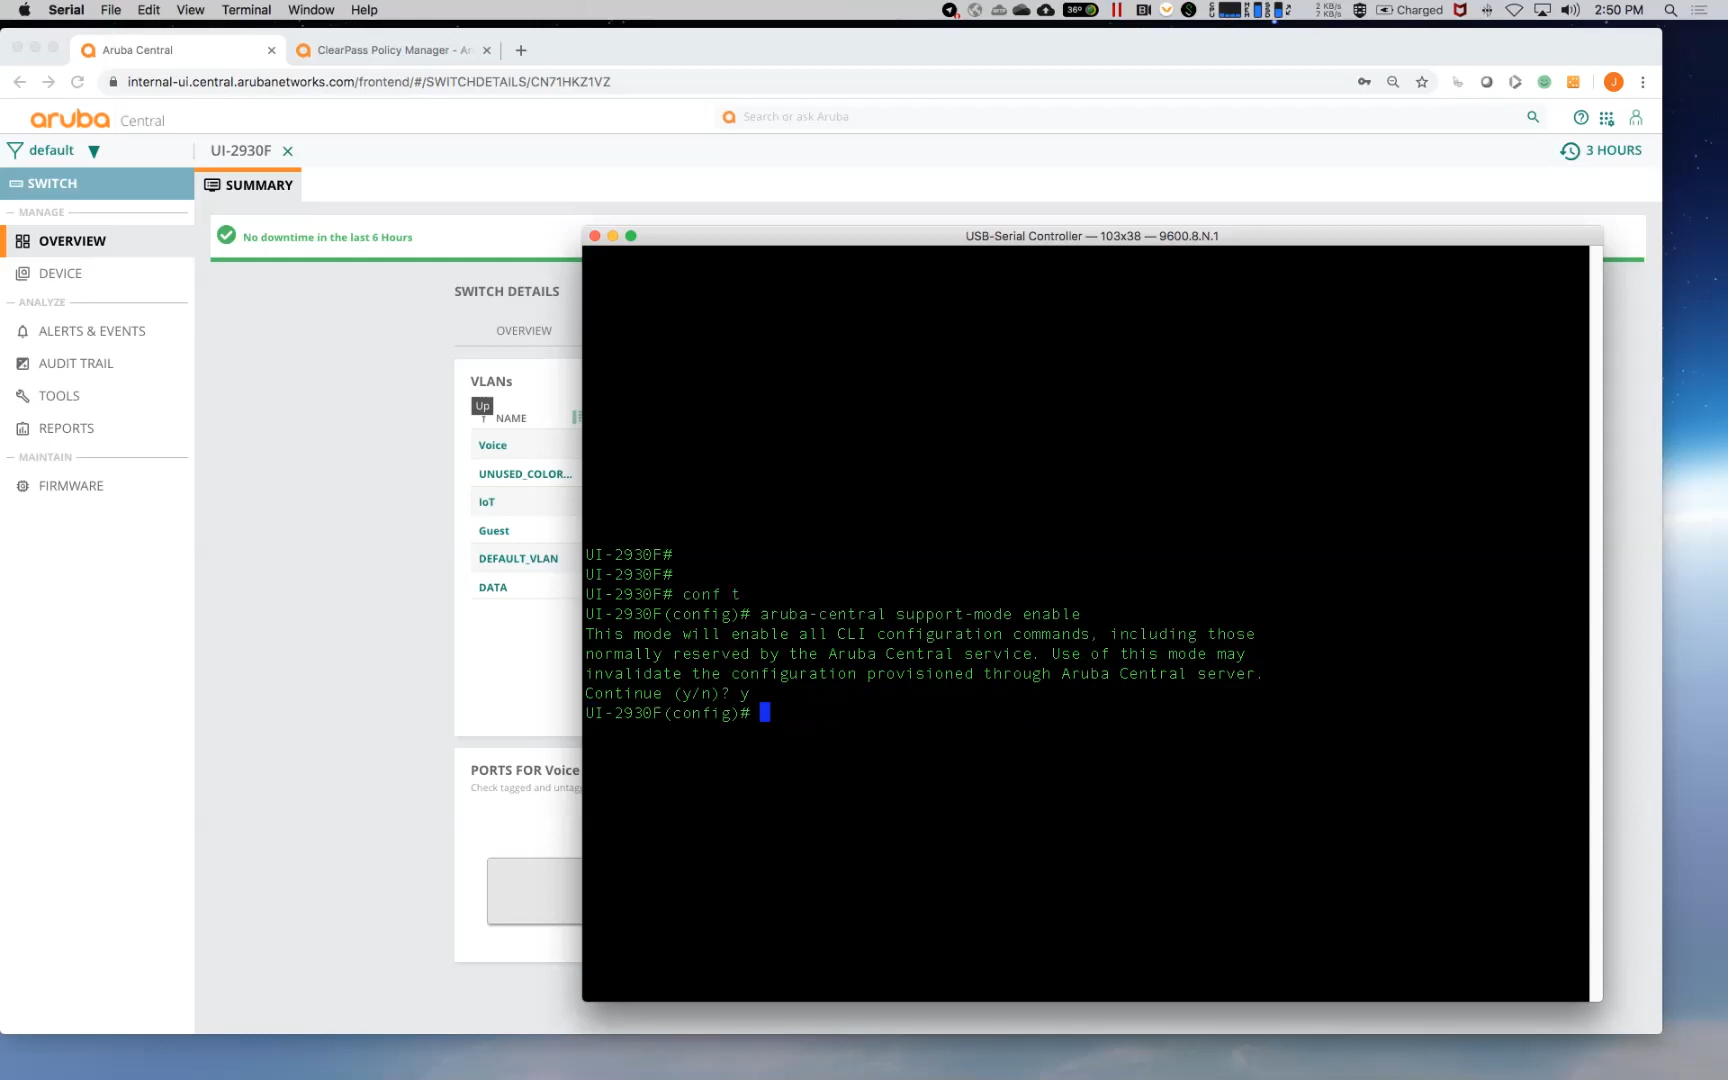 Serial File Edit View Terminal Window Help
36° 2 KB/s 2 KB/s Charged 2:50 PM
Aruba Central ClearPass Policy Manager - Ar
internal-ui.central.arubanetworks.com/frontend/#/SWITCHDETAILS/CN71HKZ1VZ
J
aruba Central
Search or ask Aruba
default
UI-2930F
3 HOURS
SWITCH
SUMMARY
MANAGE
OVERVIEW
DEVICE
ANALYZE
ALERTS & EVENTS
AUDIT TRAIL
TOOLS
REPORTS
MAINTAIN
FIRMWARE
No downtime in the last 6 Hours
SWITCH DETAILS
OVERVIEW
VLANs
Up
NAME
Voice
UNUSED_COLOR...
IoT
Guest
DEFAULT_VLAN
DATA
PORTS FOR Voice
Check tagged and untag
USB-Serial Controller — 103x38 — 9600.8.N.1
UI-2930F#
UI-2930F#
UI-2930F# conf t
UI-2930F(config)# aruba-central support-mode enable
This mode will enable all CLI configuration commands, including those
normally reserved by the Aruba Central service. Use of this mode may
invalidate the configuration provisioned through Aruba Central server.
Continue (y/n)? y
UI-2930F(config)#